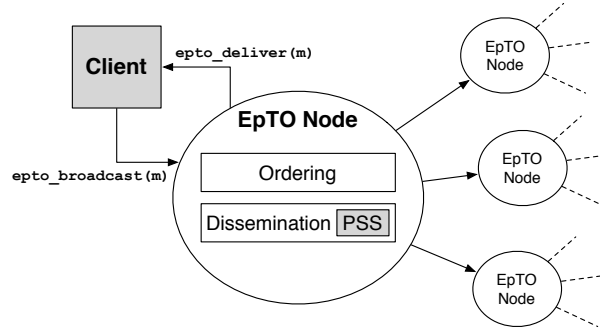 Client
epto_deliver(m)
epto_broadcast(m)
EpTO Node
Ordering
Dissemination PSS
EpTO
Node
EpTO
Node
EpTO
Node